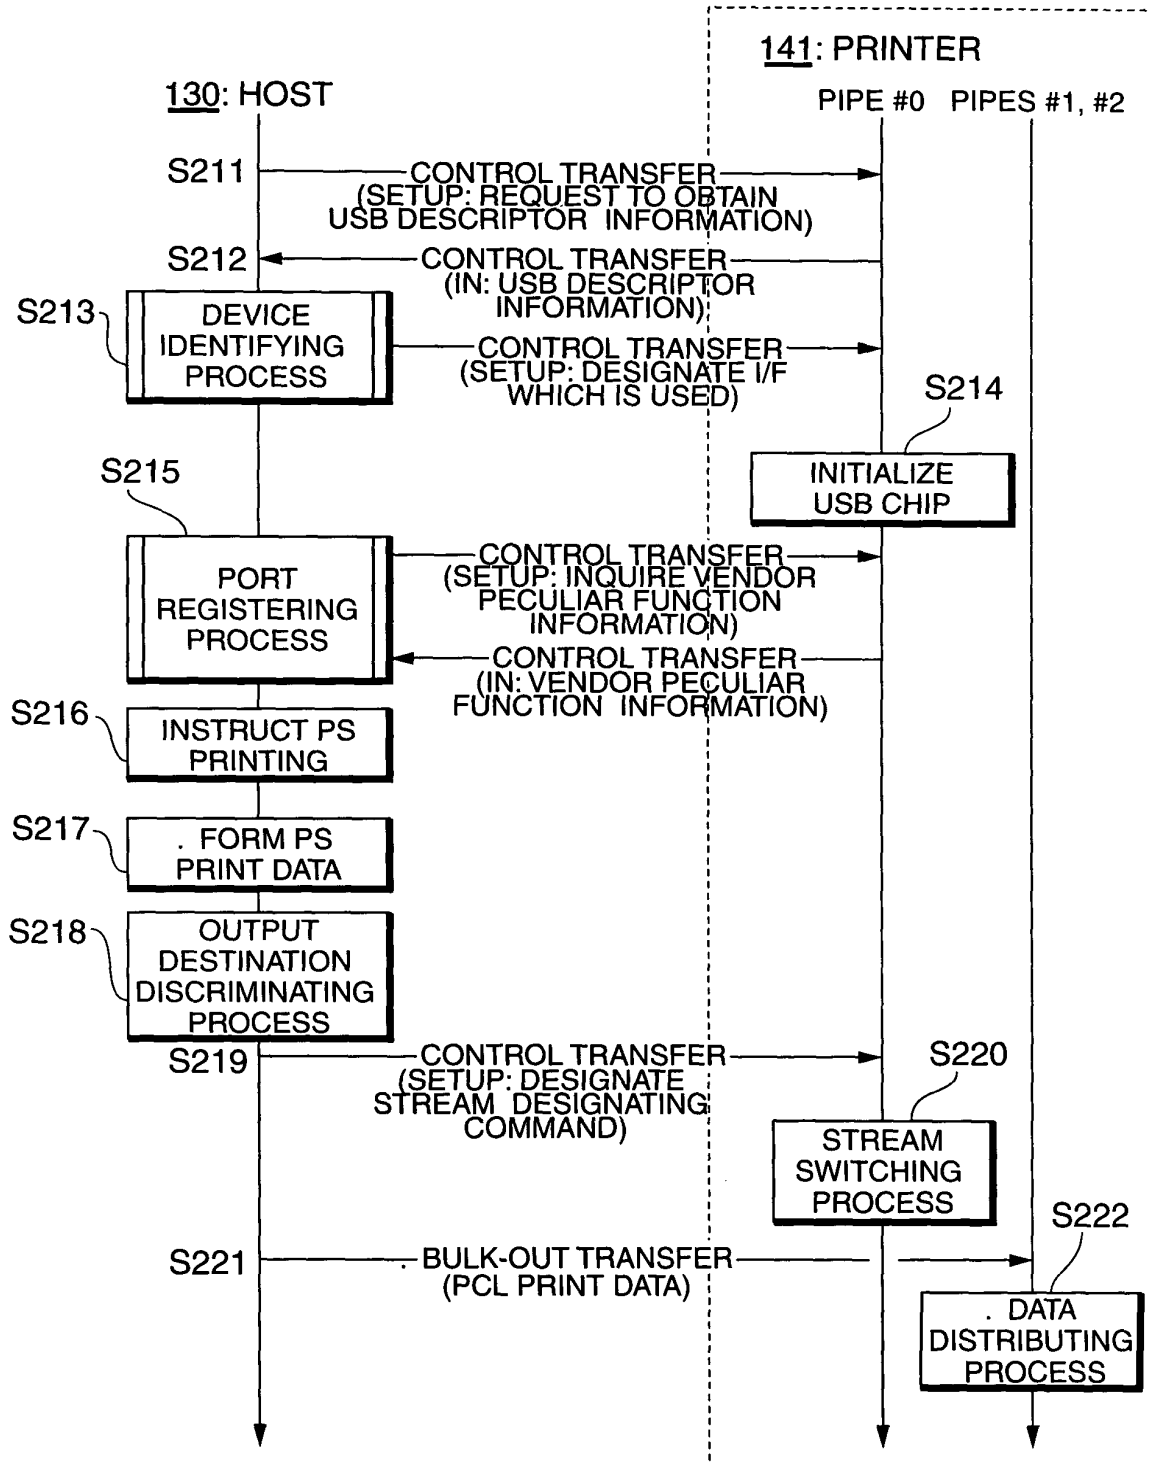 141: PRINTER
130: HOST
PIPE #0 PIPES #1, #2
S211
CONTROL TRANSFER
(SETUP: REQUEST TO OBTAIN
USB DESCRIPTOR INFORMATION)
S212
CONTROL TRANSFER
(IN: USB DESCRIPTOR
INFORMATION)
S213
DEVICE
IDENTIFYING
PROCESS
CONTROL TRANSFER
(SETUP: DESIGNATE I/F
WHICH IS USED)
S214
INITIALIZE
USB CHIP
S215
PORT
REGISTERING
PROCESS
CONTROL TRANSFER
(SETUP: INQUIRE VENDOR
PECULIAR FUNCTION
INFORMATION)
CONTROL TRANSFER
(IN: VENDOR PECULIAR
FUNCTION INFORMATION)
S216
INSTRUCT PS
PRINTING
S217
FORM PS
PRINT DATA
S218
OUTPUT
DESTINATION
DISCRIMINATING
PROCESS
S219
CONTROL TRANSFER
(SETUP: DESIGNATE
STREAM DESIGNATING
COMMAND)
S220
STREAM
SWITCHING
PROCESS
S221
BULK-OUT TRANSFER
(PCL PRINT DATA)
S222
DATA
DISTRIBUTING
PROCESS